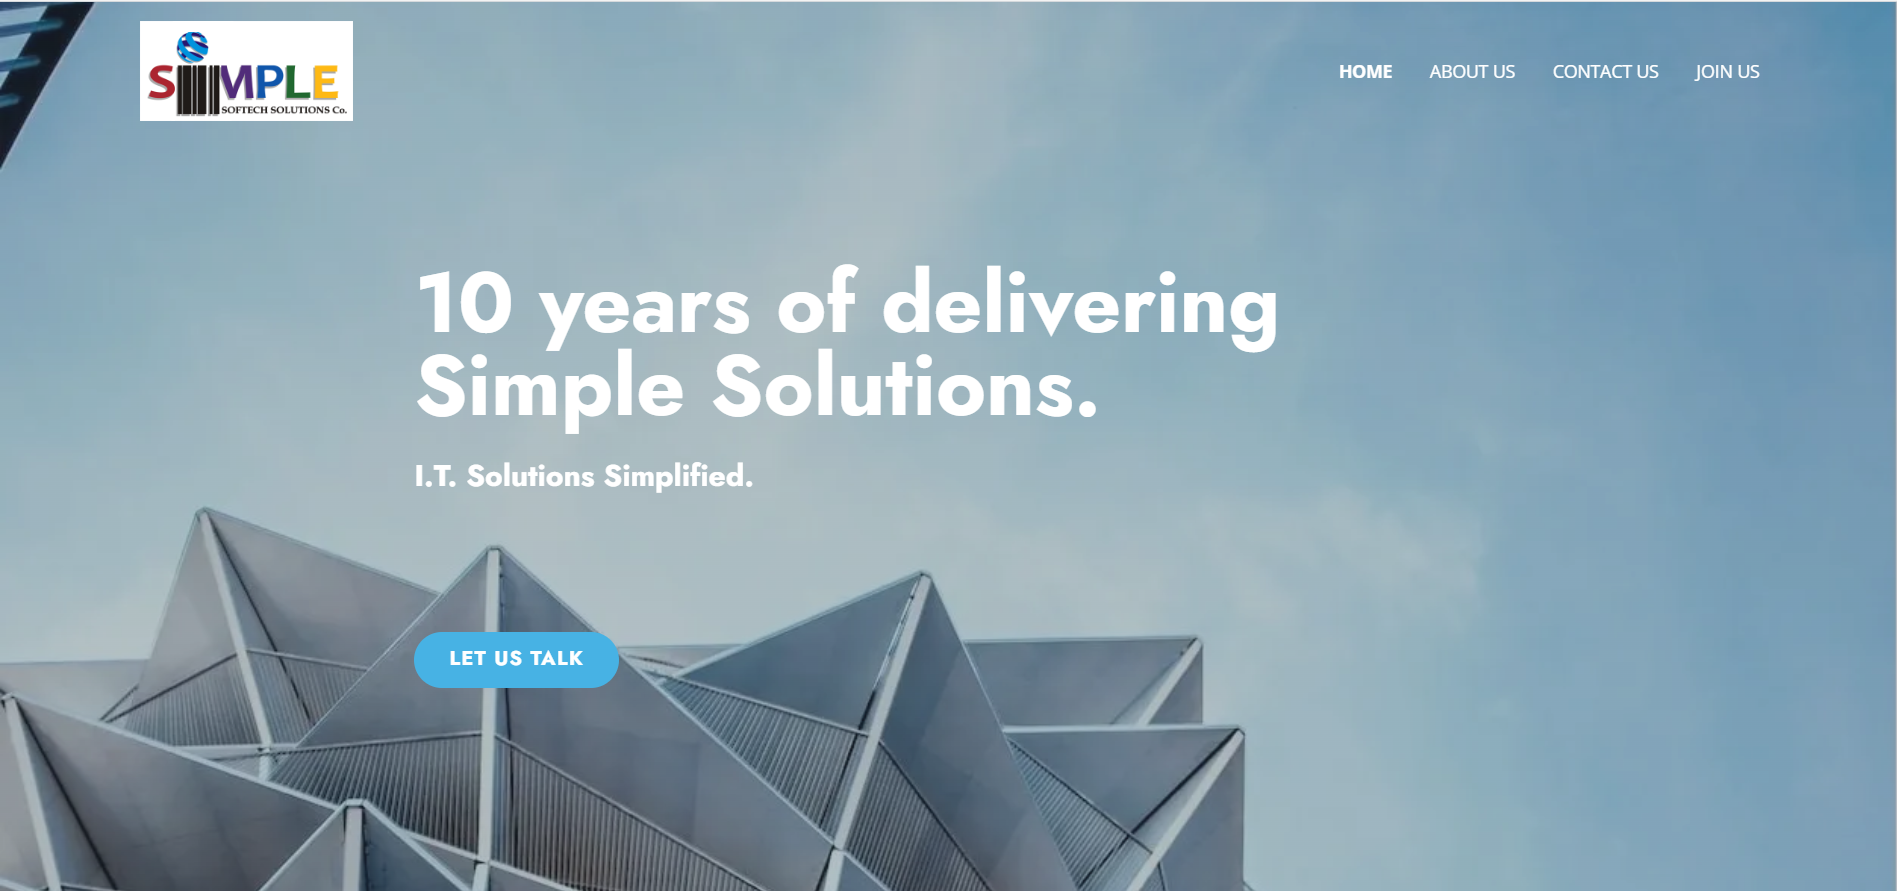 SIMPLE
SOFTECH SOLUTIONS Co.
HOME ABOUT US CONTACT US JOIN US
10 years of delivering
Simple Solutions.
I.T. Solutions Simplified.
LET US TALK